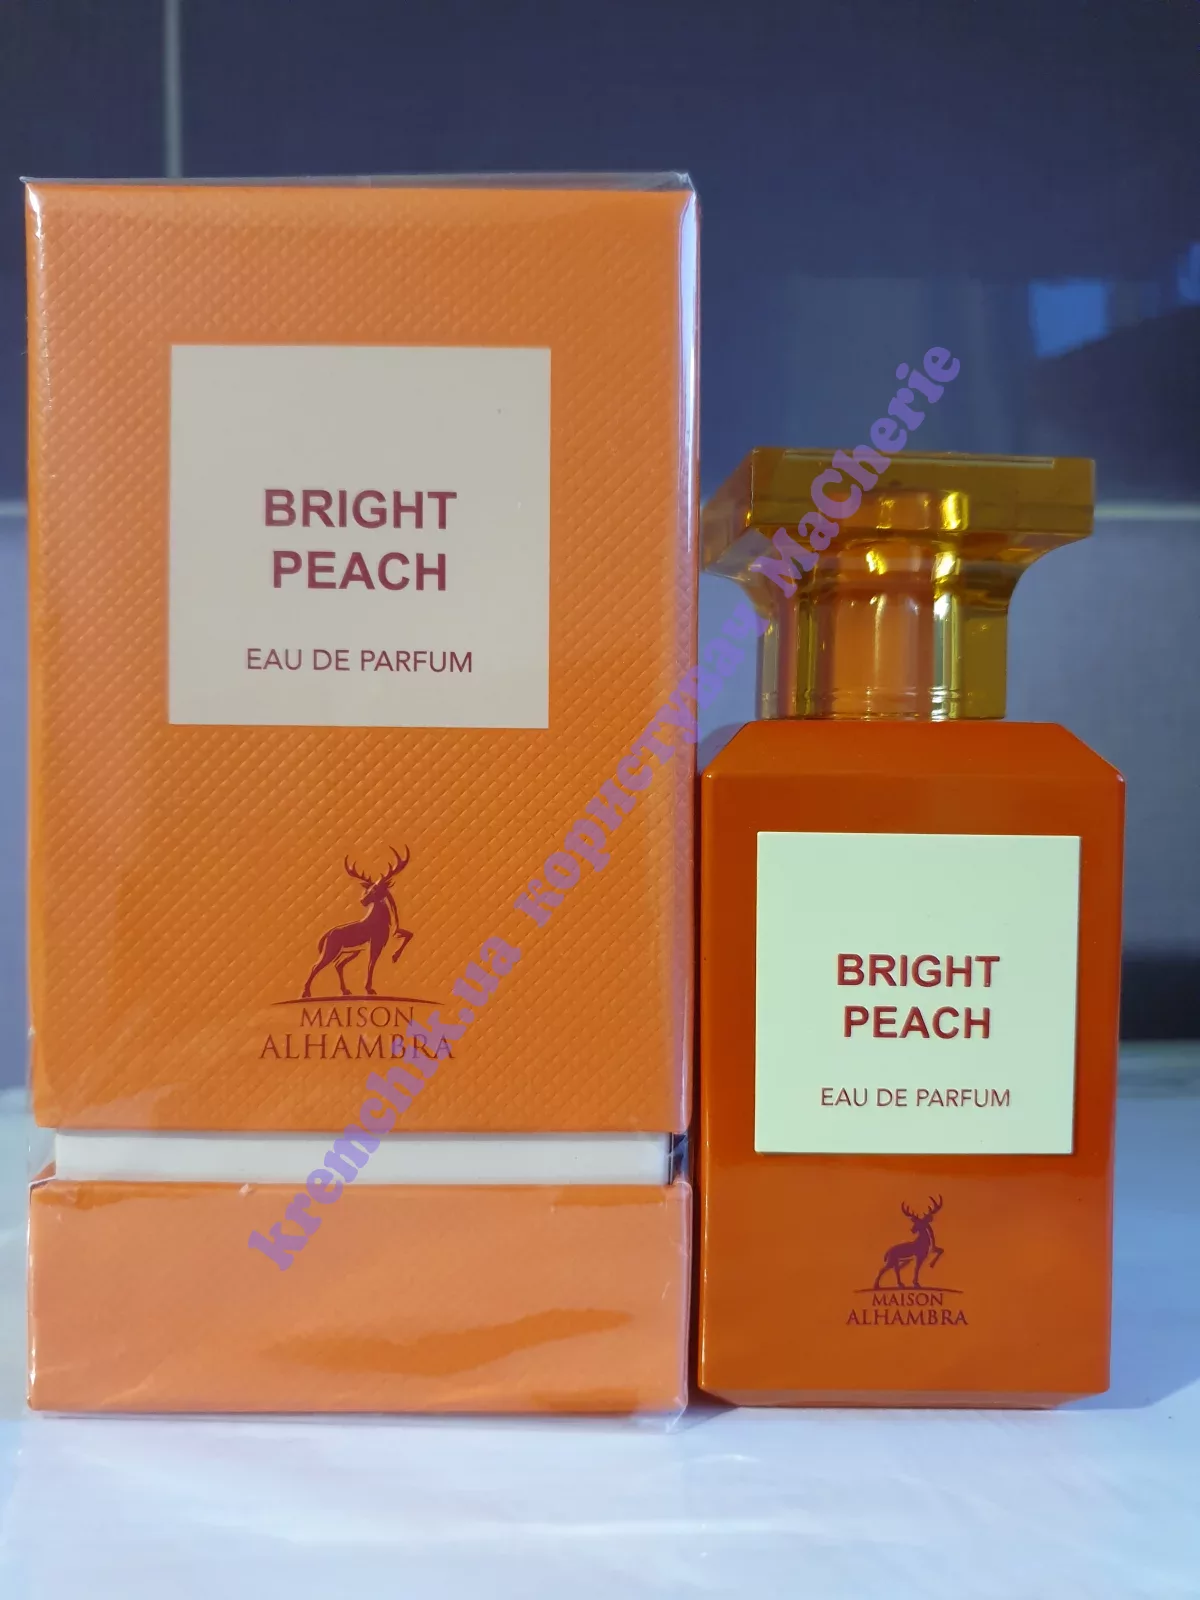 BRIGHT
PEACH
EAU DE PARFUM
MAISON
ALHAMBRA
BRIGHT
PEACH
EAU DE PARFUM
MAISON
ALHAMBRA
kremchik.ua користувач MaCherie